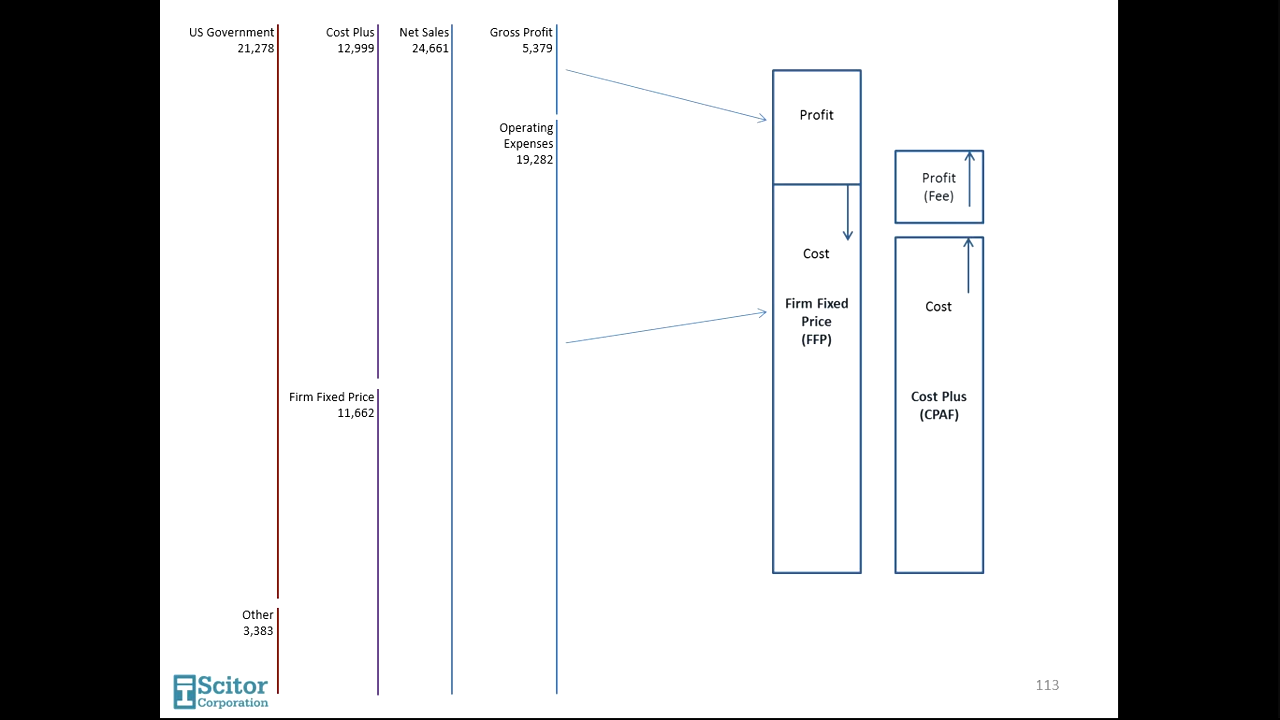 US Government
21,278
Cost Plus
12,999
Net Sales
24,661
Gross Profit
5,379
Operating
Expenses
19,282
Firm Fixed Price
11,662
Other
3,383
Profit
Cost
Firm Fixed
Price
(FFP)
Profit
(Fee)
Cost
Cost Plus
(CPAF)
Scitor
Corporation
113